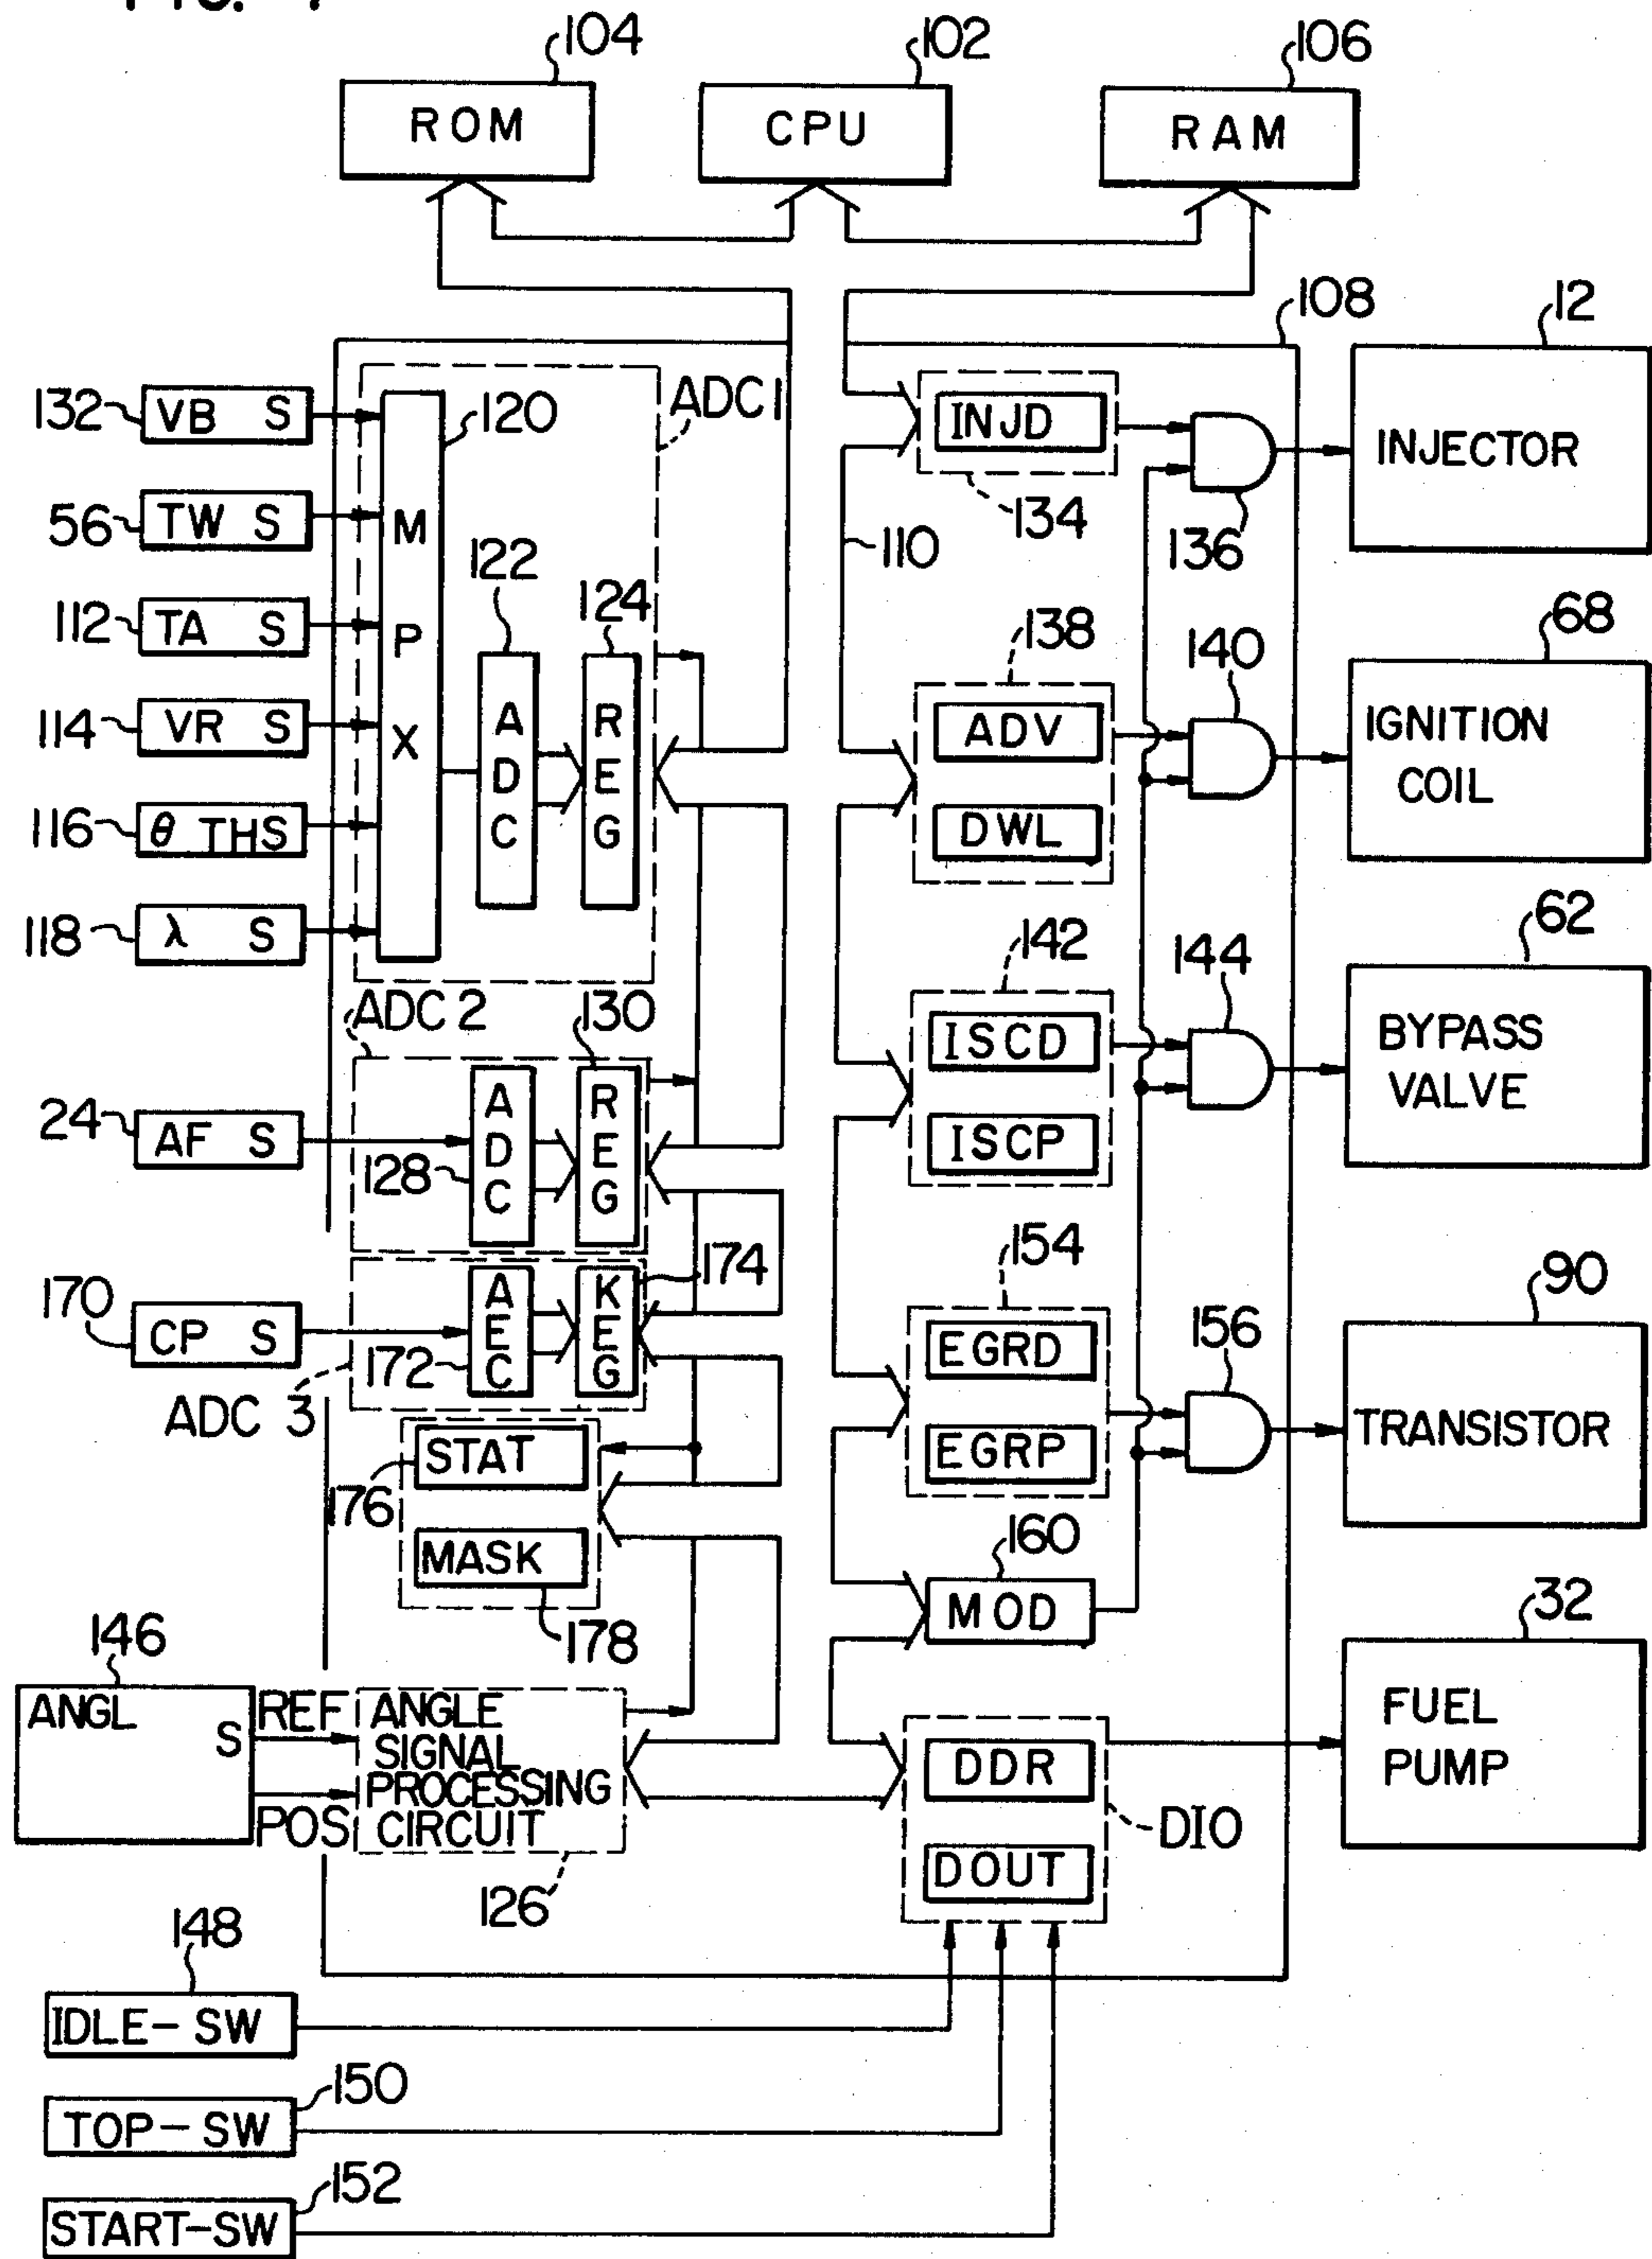 104
102
106
ROM
CPU
RAM
108
12
132
VB S
120
ADC 1
INJD
INJECTOR
56
TW S
M
P
X
134
136
110
122
124
112
TA S
138
140
68
114
VR S
A
D
C
R
E
G
ADV
IGNITION
COIL
116
θ THS
DWL
118
λ S
142
144
62
ADC 2
130
ISCD
BYPASS
VALVE
24
AF S
A
D
C
R
E
G
128
ISCP
154
174
90
170
CP S
A
E
C
K
E
G
EGRD
156
172
ADC 3
TRANSISTOR
STAT
EGRP
176
160
MASK
MOD
32
178
146
ANGL
S
REF
ANGLE
SIGNAL
PROCESSING
CIRCUIT
POS
DDR
FUEL
PUMP
DIO
DOUT
126
148
IDLE-SW
150
TOP-SW
152
START-SW